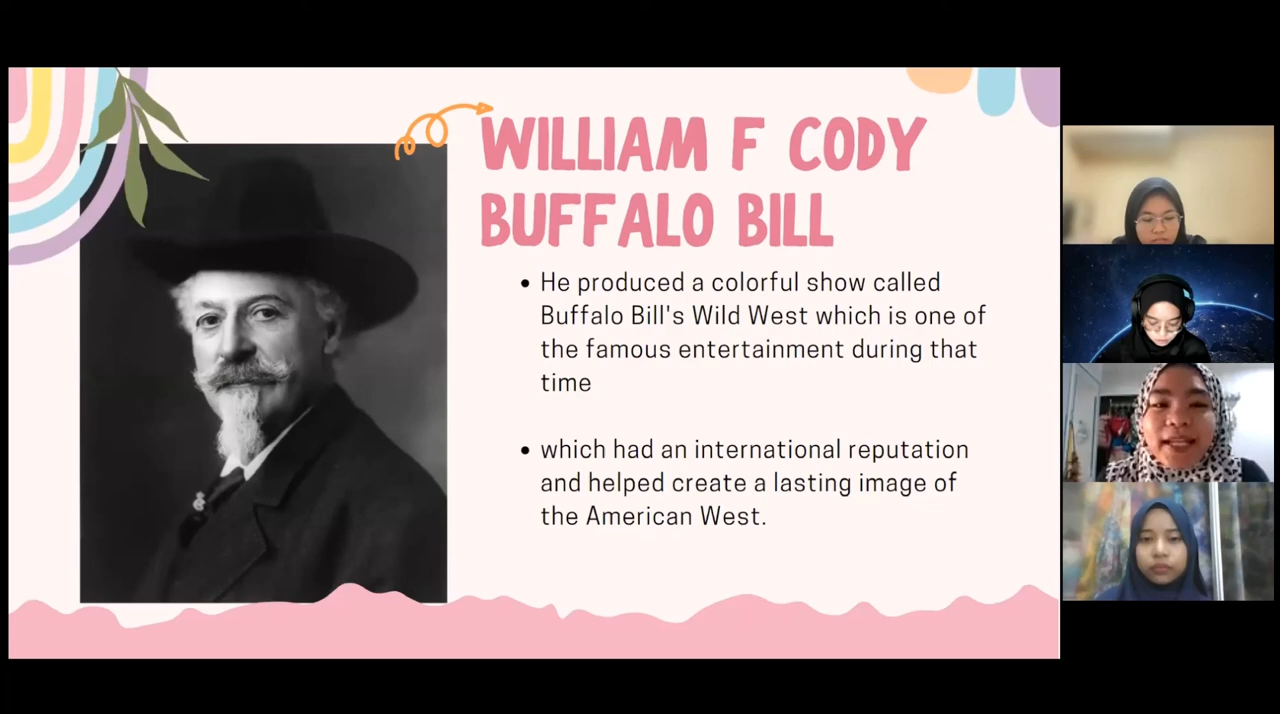 WILLIAM F CODY
BUFFALO BILL
• He produced a colorful show called
Buffalo Bill's Wild West which is one of
the famous entertainment during that
time
• which had an international reputation
and helped create a lasting image of
the American West.